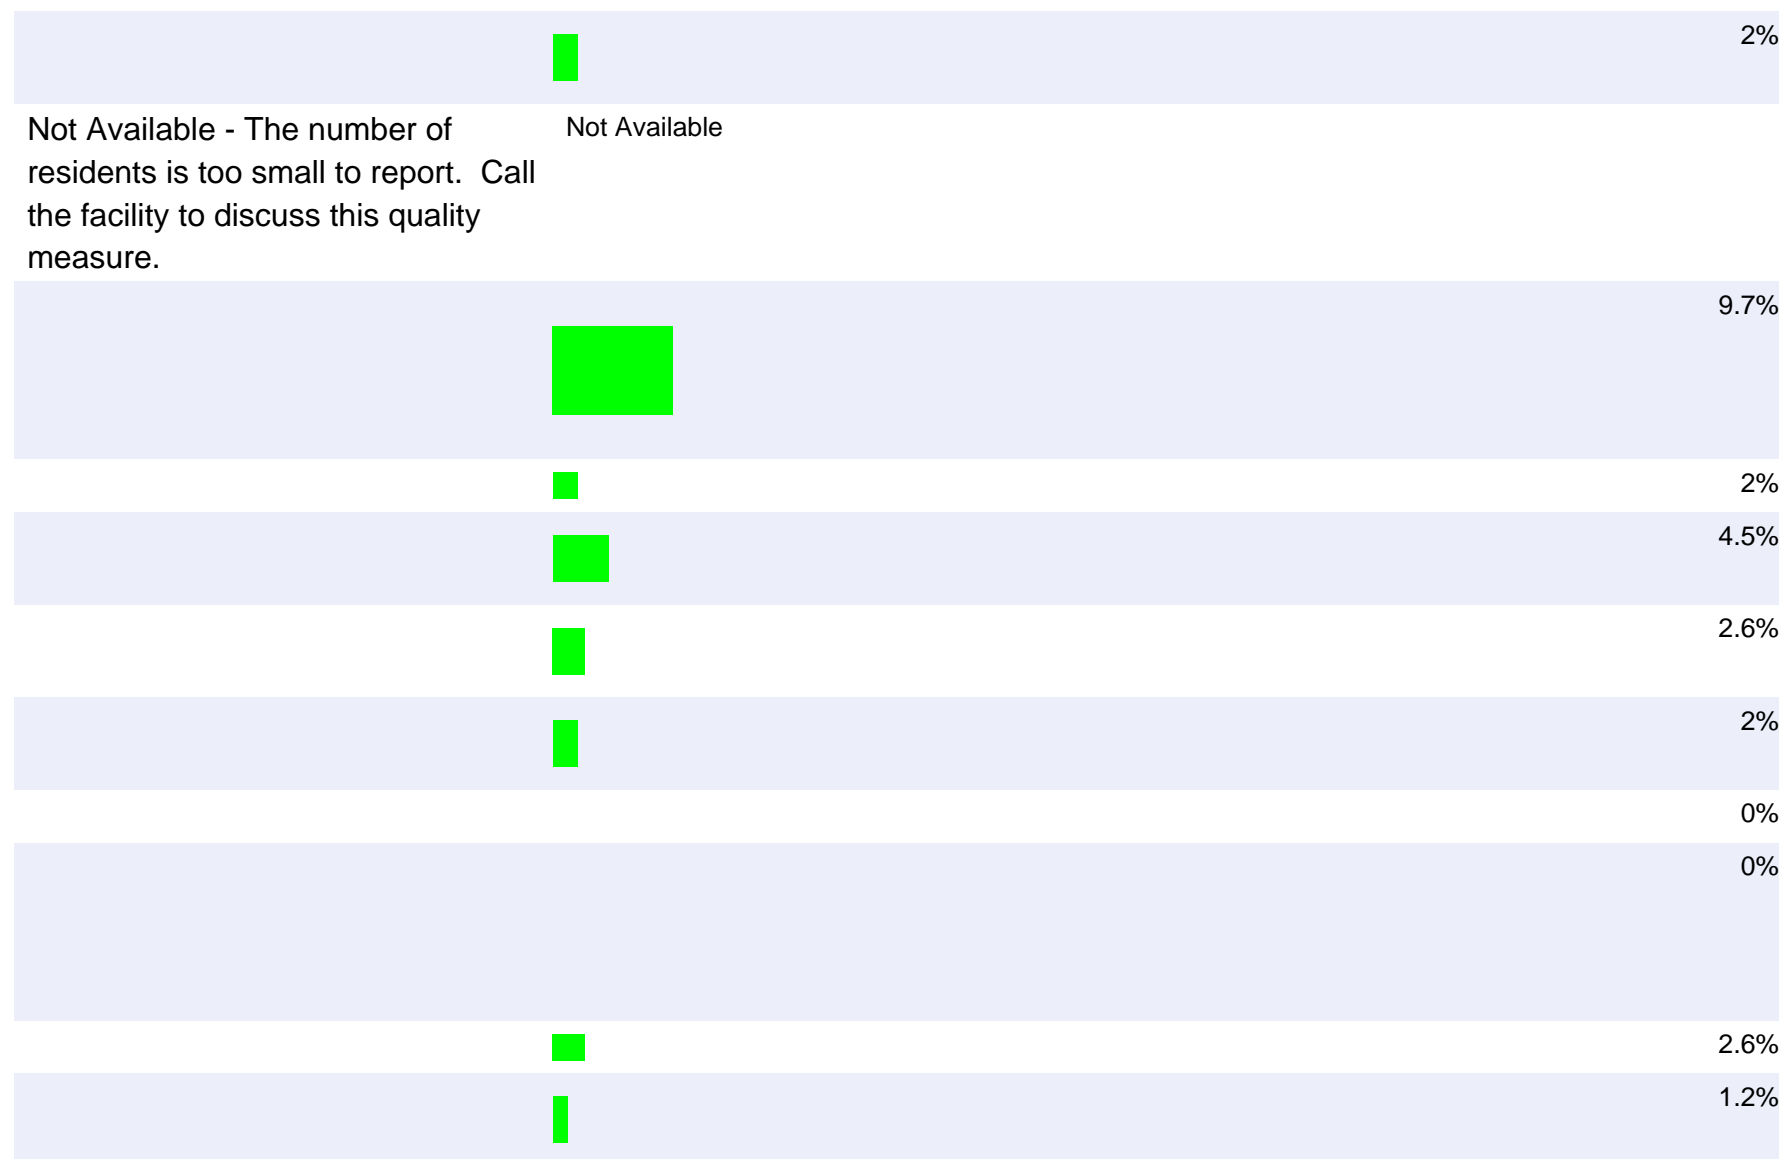 2%
Not Available - The number of
residents is too small to report.  Call
the facility to discuss this quality
measure.
Not Available
9.7%
2%
4.5%
2.6%
2%
0%
0%
2.6%
1.2%